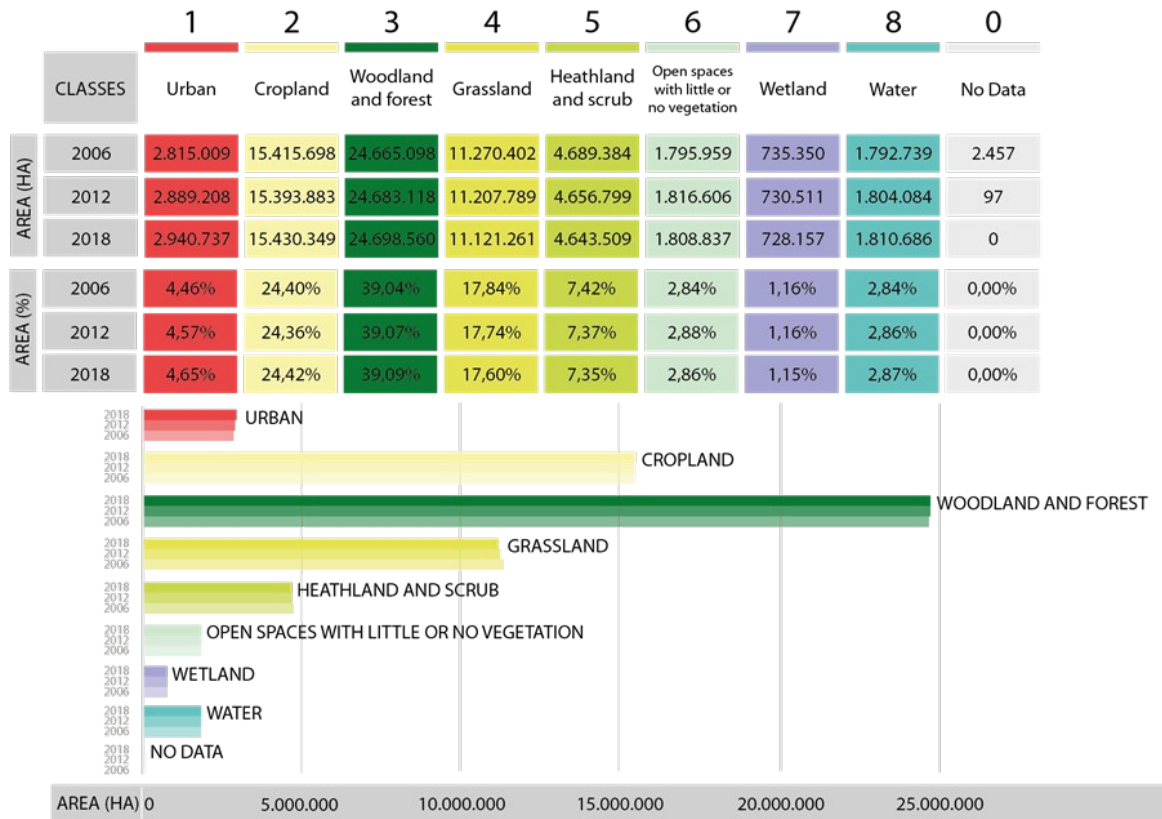 1 2 3 4 5 6 7 8 0
CLASSES Urban Cropland Woodland and forest Grassland Heathland and scrub Open spaces with little or no vegetation Wetland Water No Data
AREA (HA)
2006 2.815.009 15.415.698 24.665.098 11.270.402 4.689.384 1.795.959 735.350 1.792.739 2.457
2012 2.889.208 15.393.883 24.683.118 11.207.789 4.656.799 1.816.606 730.511 1.804.084 97
2018 2.940.737 15.430.349 24.698.560 11.121.261 4.643.509 1.808.837 728.157 1.810.686 0
AREA (%)
2006 4,46% 24,40% 39,04% 17,84% 7,42% 2,84% 1,16% 2,84% 0,00%
2012 4,57% 24,36% 39,07% 17,74% 7,37% 2,88% 1,16% 2,86% 0,00%
2018 4,65% 24,42% 39,09% 17,60% 7,35% 2,86% 1,15% 2,87% 0,00%
2018
2012
2006
URBAN
2018
2012
2006
CROPLAND
2018
2012
2006
WOODLAND AND FOREST
2018
2012
2006
GRASSLAND
2018
2012
2006
HEATHLAND AND SCRUB
2018
2012
2006
OPEN SPACES WITH LITTLE OR NO VEGETATION
2018
2012
2006
WETLAND
2018
2012
2006
WATER
2018
2012
2006
NO DATA
AREA (HA) 0 5.000.000 10.000.000 15.000.000 20.000.000 25.000.000